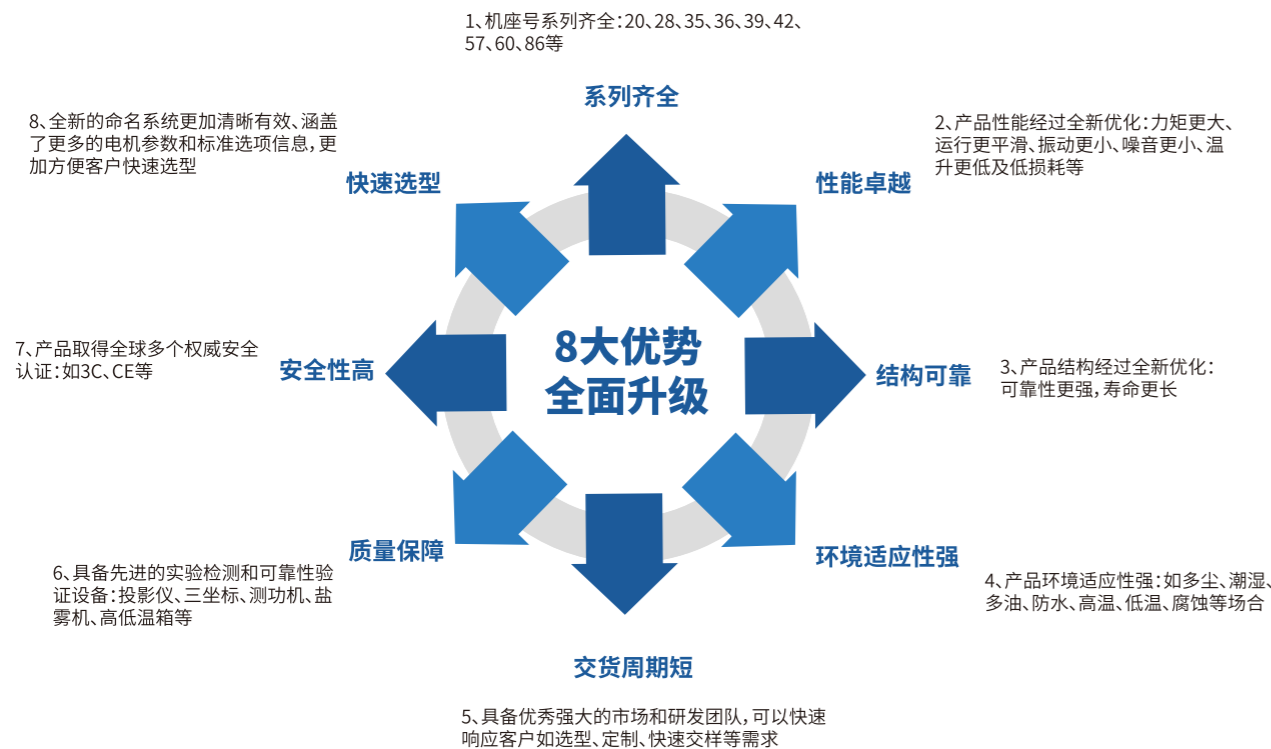 1、机座号系列齐全：20、28、35、36、39、42、
57、60、86等
系列齐全
2、产品性能经过全新优化：力矩更大、
运行更平滑、振动更小、噪音更小、温
升更低及低损耗等
性能卓越
结构可靠
3、产品结构经过全新优化：
可靠性更强，寿命更长
环境适应性强
4、产品环境适应性强：如多尘、潮湿、
多油、防水、高温、低温、腐蚀等场合
交货周期短
5、具备优秀强大的市场和研发团队，可以快速
响应客户如选型、定制、快速交样等需求
质量保障
6、具备先进的实验检测和可靠性验
证设备：投影仪、三坐标、测功机、盐
雾机、高低温箱等
7、产品取得全球多个权威安全
认证：如3C、CE等
安全性高
8、全新的命名系统更加清晰有效、涵盖
了更多的电机参数和标准选项信息，更
加方便客户快速选型
快速选型
8大优势
全面升级